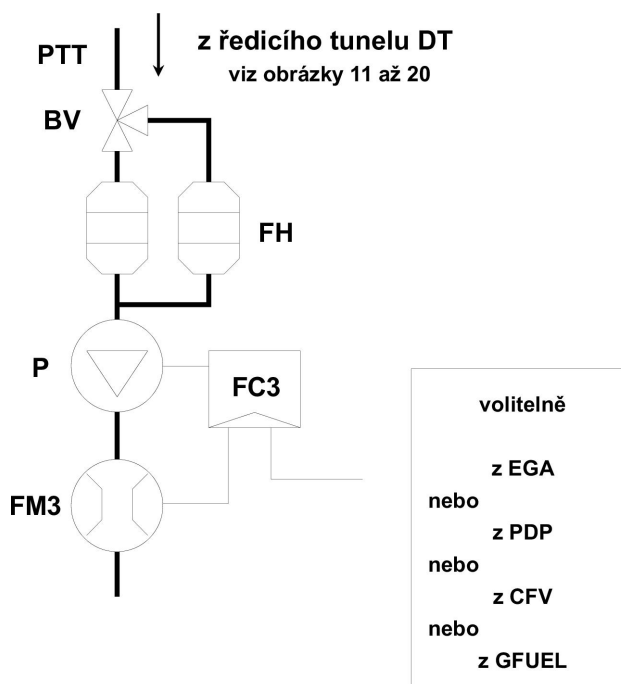 z ředicího tunelu DT
viz obrázky 11 až 20
PTT
BV
FH
P
FC3
FM3
volitelně
z EGA
nebo
z PDP
nebo
z CFV
nebo
z GFUEL